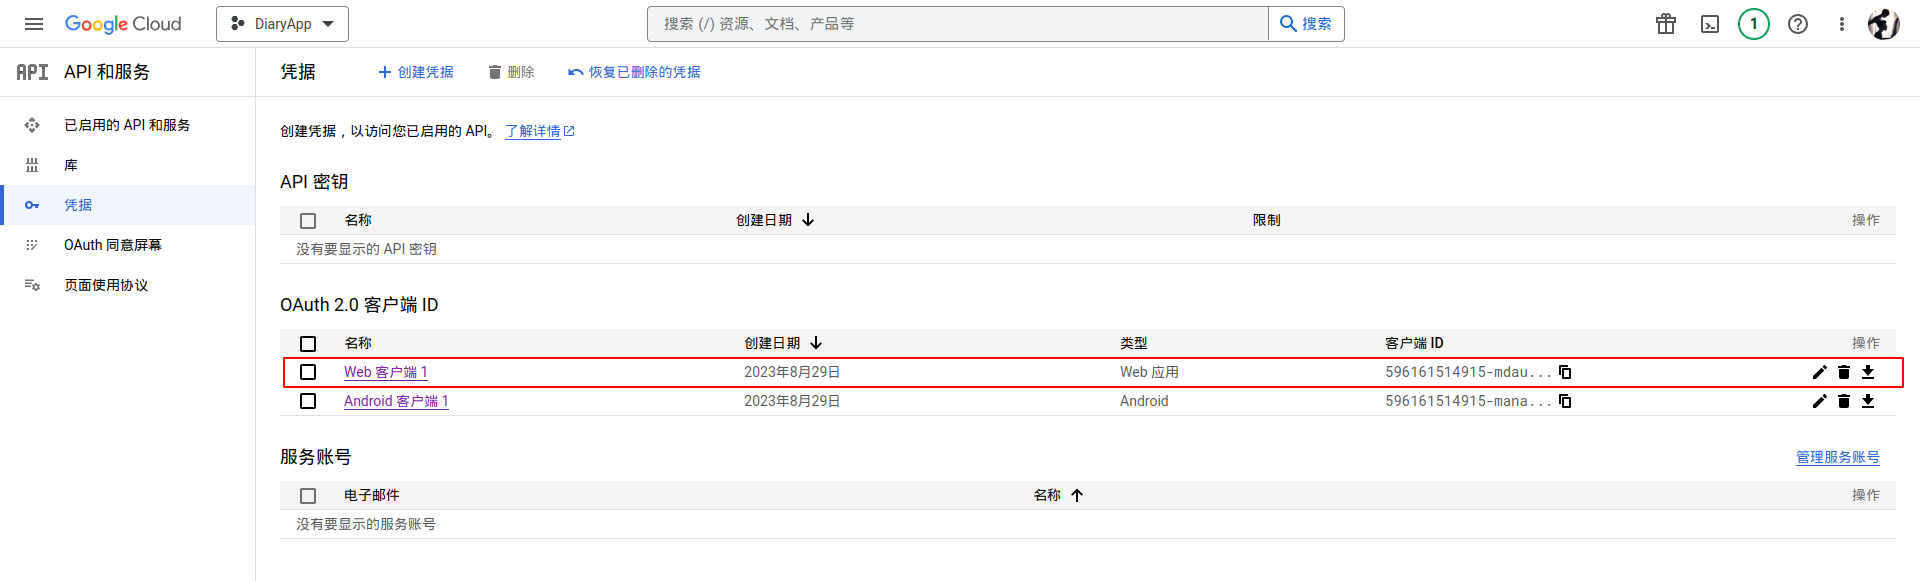 Google Cloud DiaryApp 搜索 (/) 资源、文档、产品等 搜索 1
API API 和服务 凭据 创建凭据 删除 恢复已删除的凭据
已启用的 API 和服务
库
凭据
OAuth 同意屏幕
页面使用协议
创建凭据，以访问您已启用的 API。 了解详情
API 密钥
名称 创建日期 限制 操作
没有要显示的 API 密钥
OAuth 2.0 客户端 ID
名称 创建日期 类型 客户端 ID 操作
Web 客户端 1 2023年8月29日 Web 应用 596161514915-mdau...
Android 客户端 1 2023年8月29日 Android 596161514915-mana...
服务账号 管理服务账号
电子邮件 名称 操作
没有要显示的服务账号